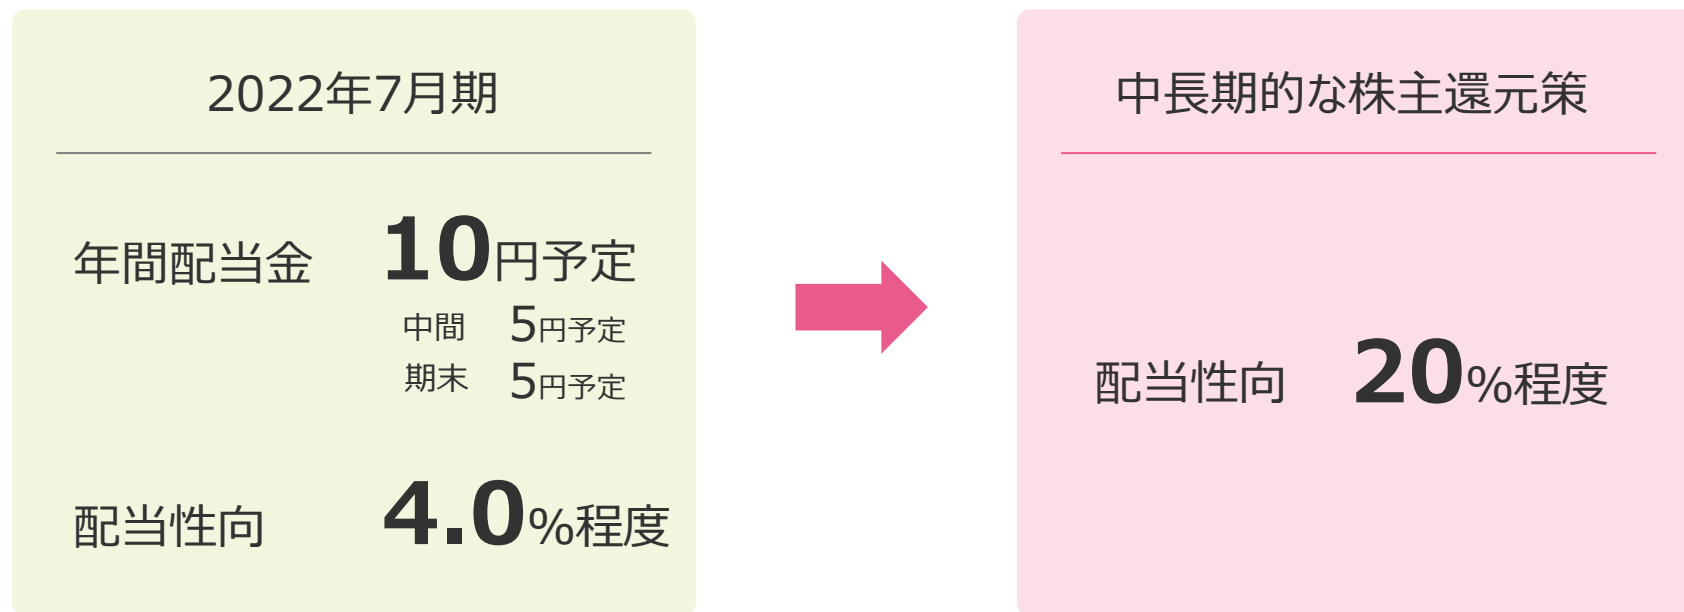 2022年7月期
年間配当金 10円予定
中間 5円予定
期末 5円予定
配当性向 4.0%程度
中長期的な株主還元策
配当性向 20%程度